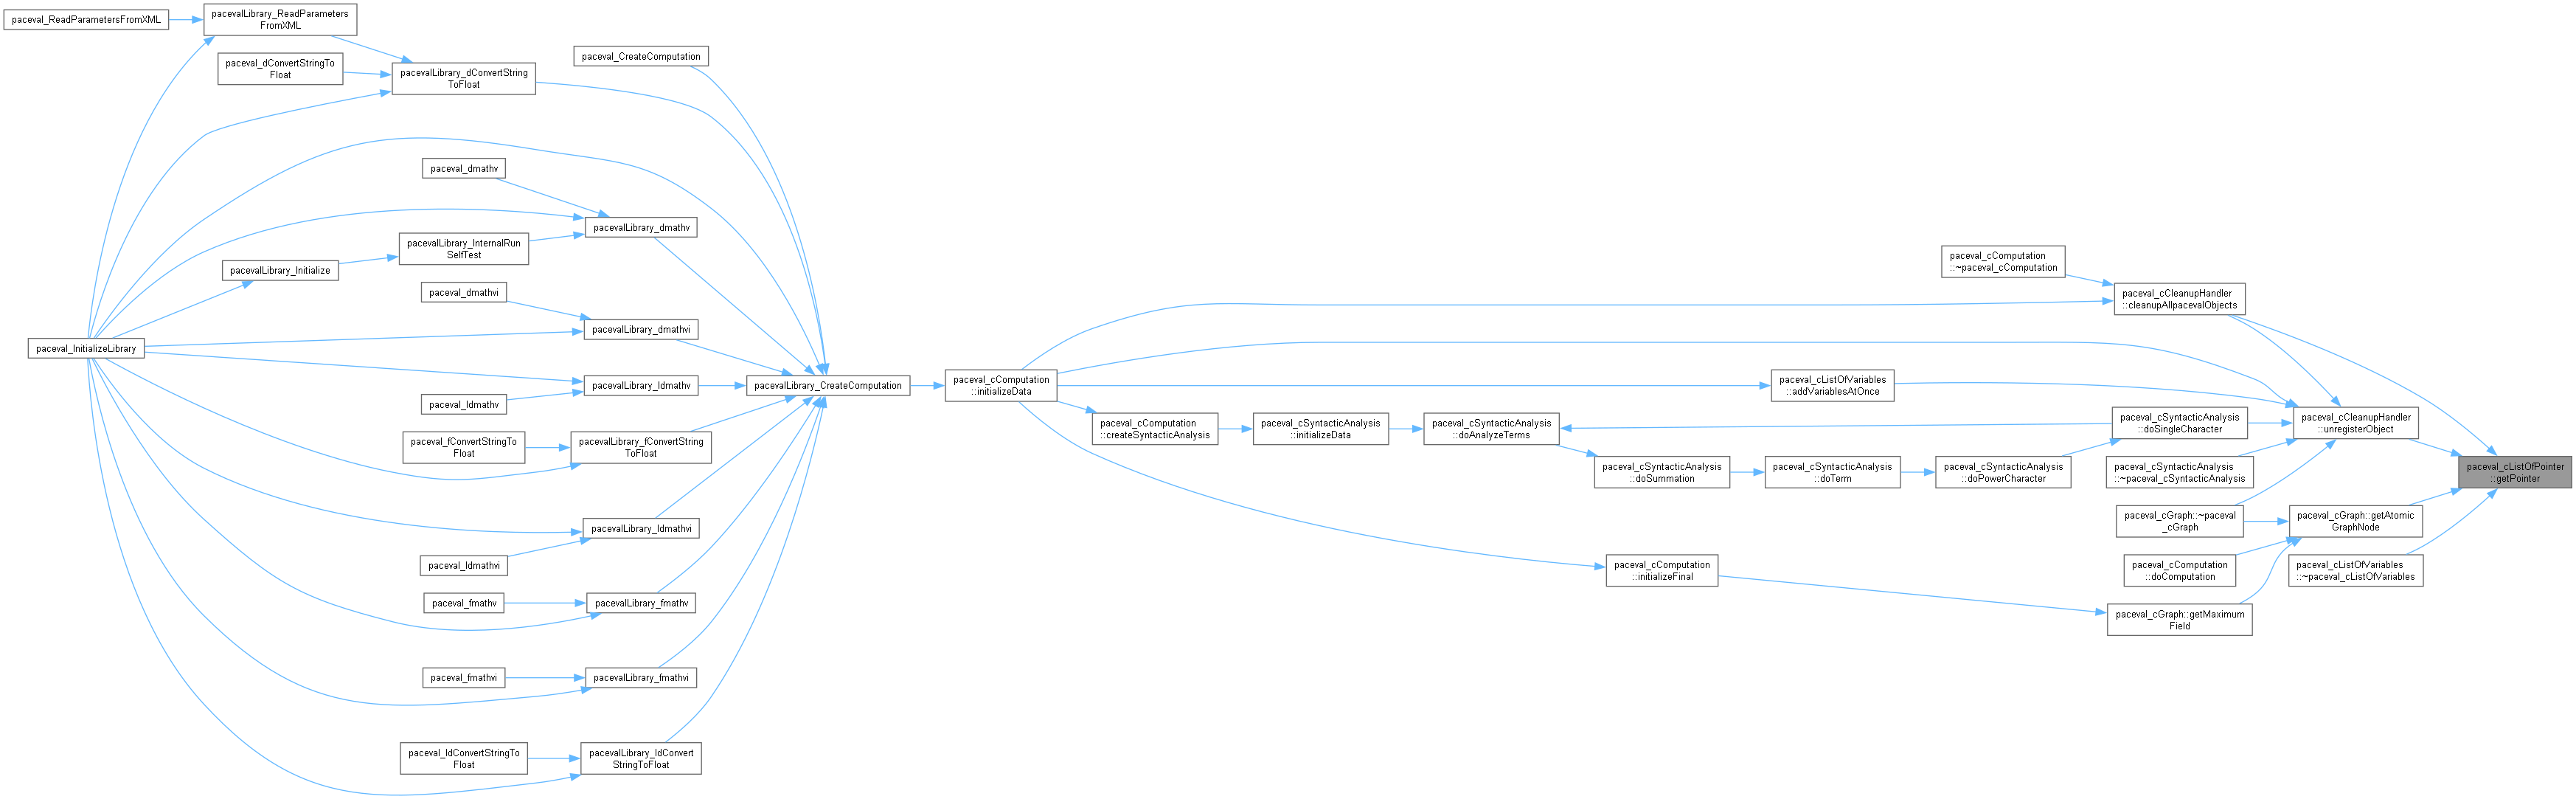 paceval_ReadParametersFromXML
pacevalLibrary_ReadParameters
FromXML
paceval_dConvertStringTo
Float
pacevalLibrary_dConvertString
ToFloat
paceval_CreateComputation
paceval_dmathv
pacevalLibrary_dmathv
pacevalLibrary_InternalRun
SelfTest
pacevalLibrary_Initialize
paceval_dmathvi
pacevalLibrary_dmathvi
paceval_InitializeLibrary
pacevalLibrary_ldmathv
paceval_ldmathv
pacevalLibrary_CreateComputation
paceval_fConvertStringTo
Float
pacevalLibrary_fConvertString
ToFloat
pacevalLibrary_ldmathvi
paceval_ldmathvi
paceval_fmathv
pacevalLibrary_fmathv
paceval_fmathvi
pacevalLibrary_fmathvi
paceval_ldConvertStringTo
Float
pacevalLibrary_ldConvert
StringToFloat
paceval_cComputation
::initializeData
paceval_cComputation
::createSyntacticAnalysis
paceval_cSyntacticAnalysis
::initializeData
paceval_cSyntacticAnalysis
::doAnalyzeTerms
paceval_cSyntacticAnalysis
::doSummation
paceval_cSyntacticAnalysis
::doTerm
paceval_cSyntacticAnalysis
::doPowerCharacter
paceval_cListOfVariables
::addVariablesAtOnce
paceval_cComputation
::initializeFinal
paceval_cComputation
::~paceval_cComputation
paceval_cCleanupHandler
::cleanupAllpacevalObjects
paceval_cSyntacticAnalysis
::doSingleCharacter
paceval_cCleanupHandler
::unregisterObject
paceval_cSyntacticAnalysis
::~paceval_cSyntacticAnalysis
paceval_cGraph::~paceval
_cGraph
paceval_cGraph::getAtomic
GraphNode
paceval_cComputation
::doComputation
paceval_cListOfVariables
::~paceval_cListOfVariables
paceval_cGraph::getMaximum
Field
paceval_cListOfPointer
::getPointer